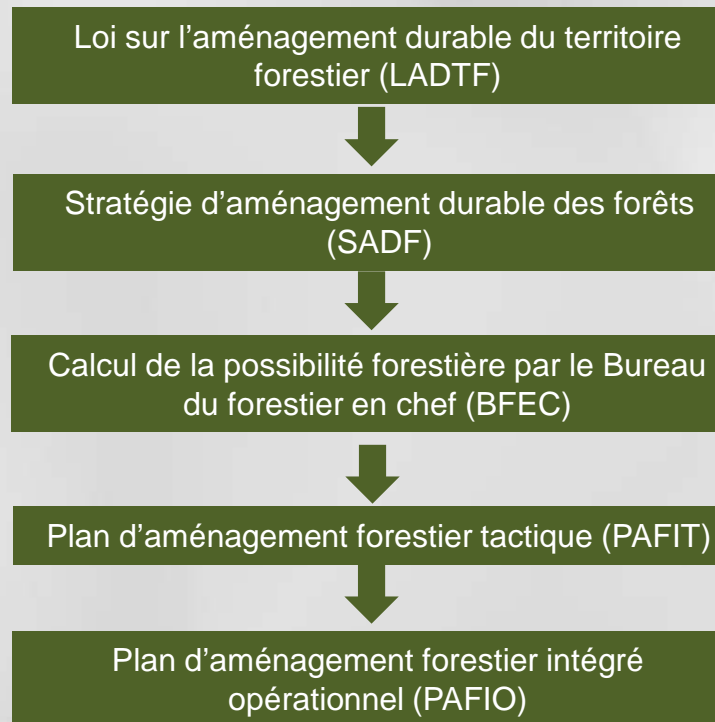 Loi sur l’aménagement durable du territoire
forestier (LADTF)
Stratégie d’aménagement durable des forêts
(SADF)
Calcul de la possibilité forestière par le Bureau
du forestier en chef (BFEC)
Plan d’aménagement forestier tactique (PAFIT)
Plan d’aménagement forestier intégré
opérationnel (PAFIO)